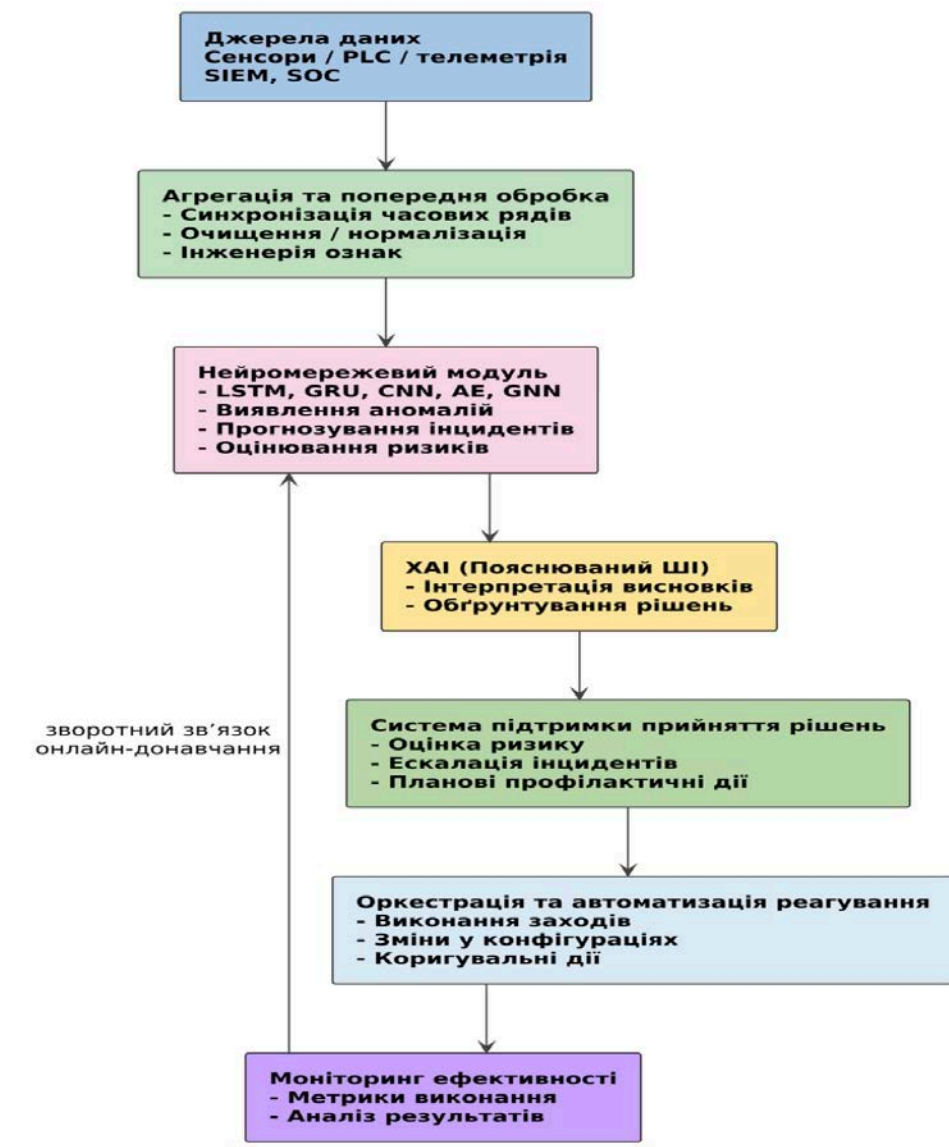 Джерела даних
Сенсори / PLC / телеметрія
SIEM, SOC
Агрегація та попередня обробка
- Синхронізація часових рядів
- Очищення / нормалізація
- Інженерія ознак
Нейромережевий модуль
- LSTM, GRU, CNN, AE, GNN
- Виявлення аномалій
- Прогнозування інцидентів
- Оцінювання ризиків
XAI (Пояснюваний ШІ)
- Інтерпретація висновків
- Обґрунтування рішень
зворотний зв’язок
онлайн-донавчання
Система підтримки прийняття рішень
- Оцінка ризику
- Ескалація інцидентів
- Планові профілактичні дії
Оркестрація та автоматизація реагування
- Виконання заходів
- Зміни у конфігураціях
- Коригувальні дії
Моніторинг ефективності
- Метрики виконання
- Аналіз результатів